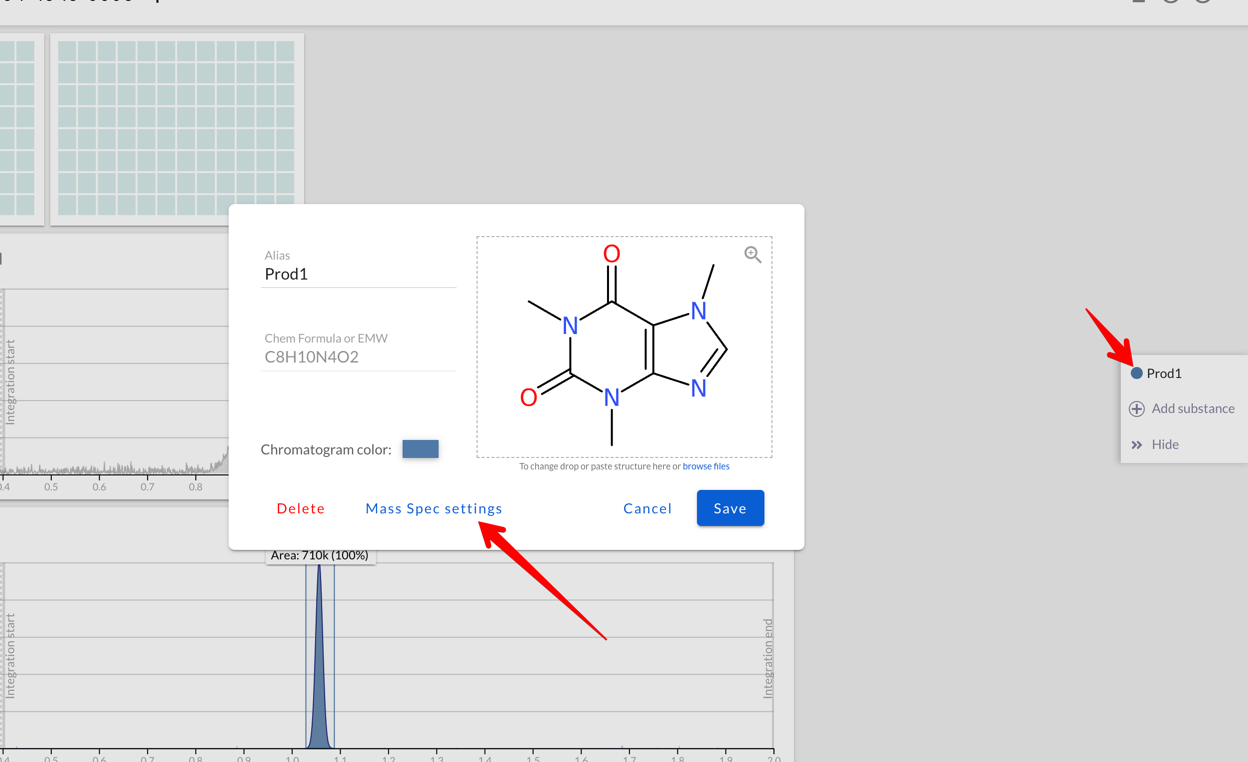 Alias
Prod1
Chem Formula or EMW
C8H10N4O2
Chromatogram color:
O
N
N
O
N
N
To change drop or paste structure here or browse files
Delete
Mass Spec settings
Cancel
Save
Prod1
Add substance
Hide
Integration start
0.5
0.6
0.7
0.8
Area: 710k (100%)
Integration start
Integration end
0.5
0.6
0.7
0.8
0.9
1.0
1.1
1.2
1.3
1.4
1.5
1.6
1.7
1.8
1.9
2.0